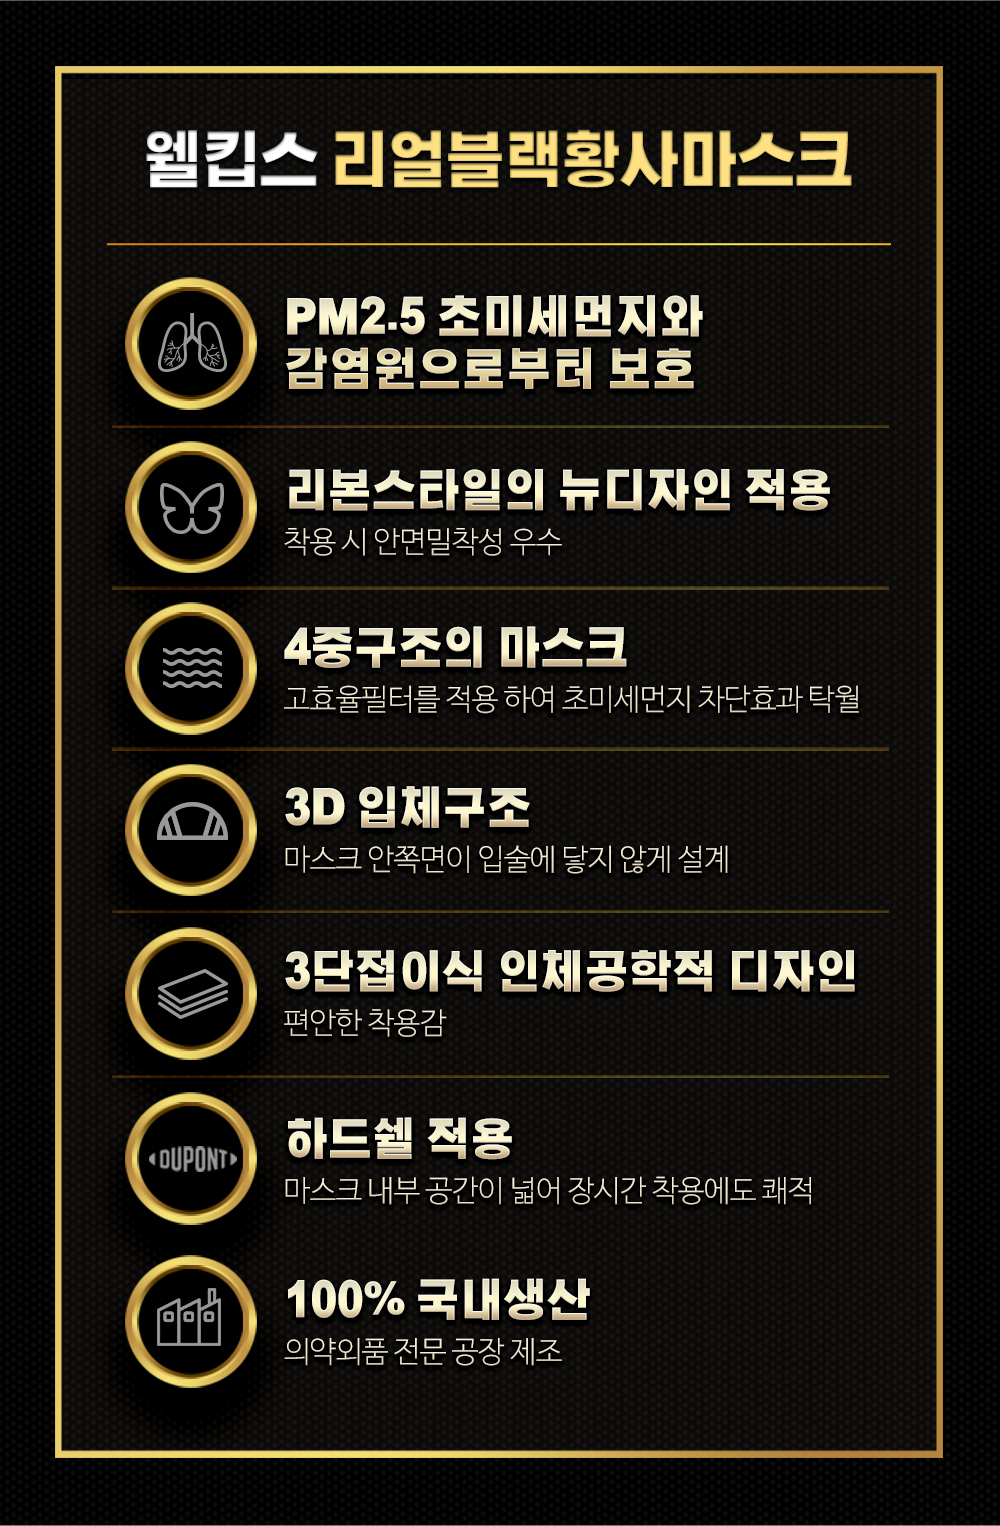 웰킵스 리얼블랙황사마스크
PM2.5 초미세먼지와
감염원으로부터 보호
리본스타일의 뉴디자인 적용
착용 시 안면밀착성 우수
4중구조의 마스크
고효율필터를 적용 하여 초미세먼지 차단효과 탁월
3D 입체구조
마스크 안쪽면이 입술에 닿지 않게 설계
3단접이식 인체공학적 디자인
편안한 착용감
DUPONT
하드쉘 적용
마스크 내부 공간이 넓어 장시간 착용에도 쾌적
100% 국내생산
의약외품 전문 공장 제조